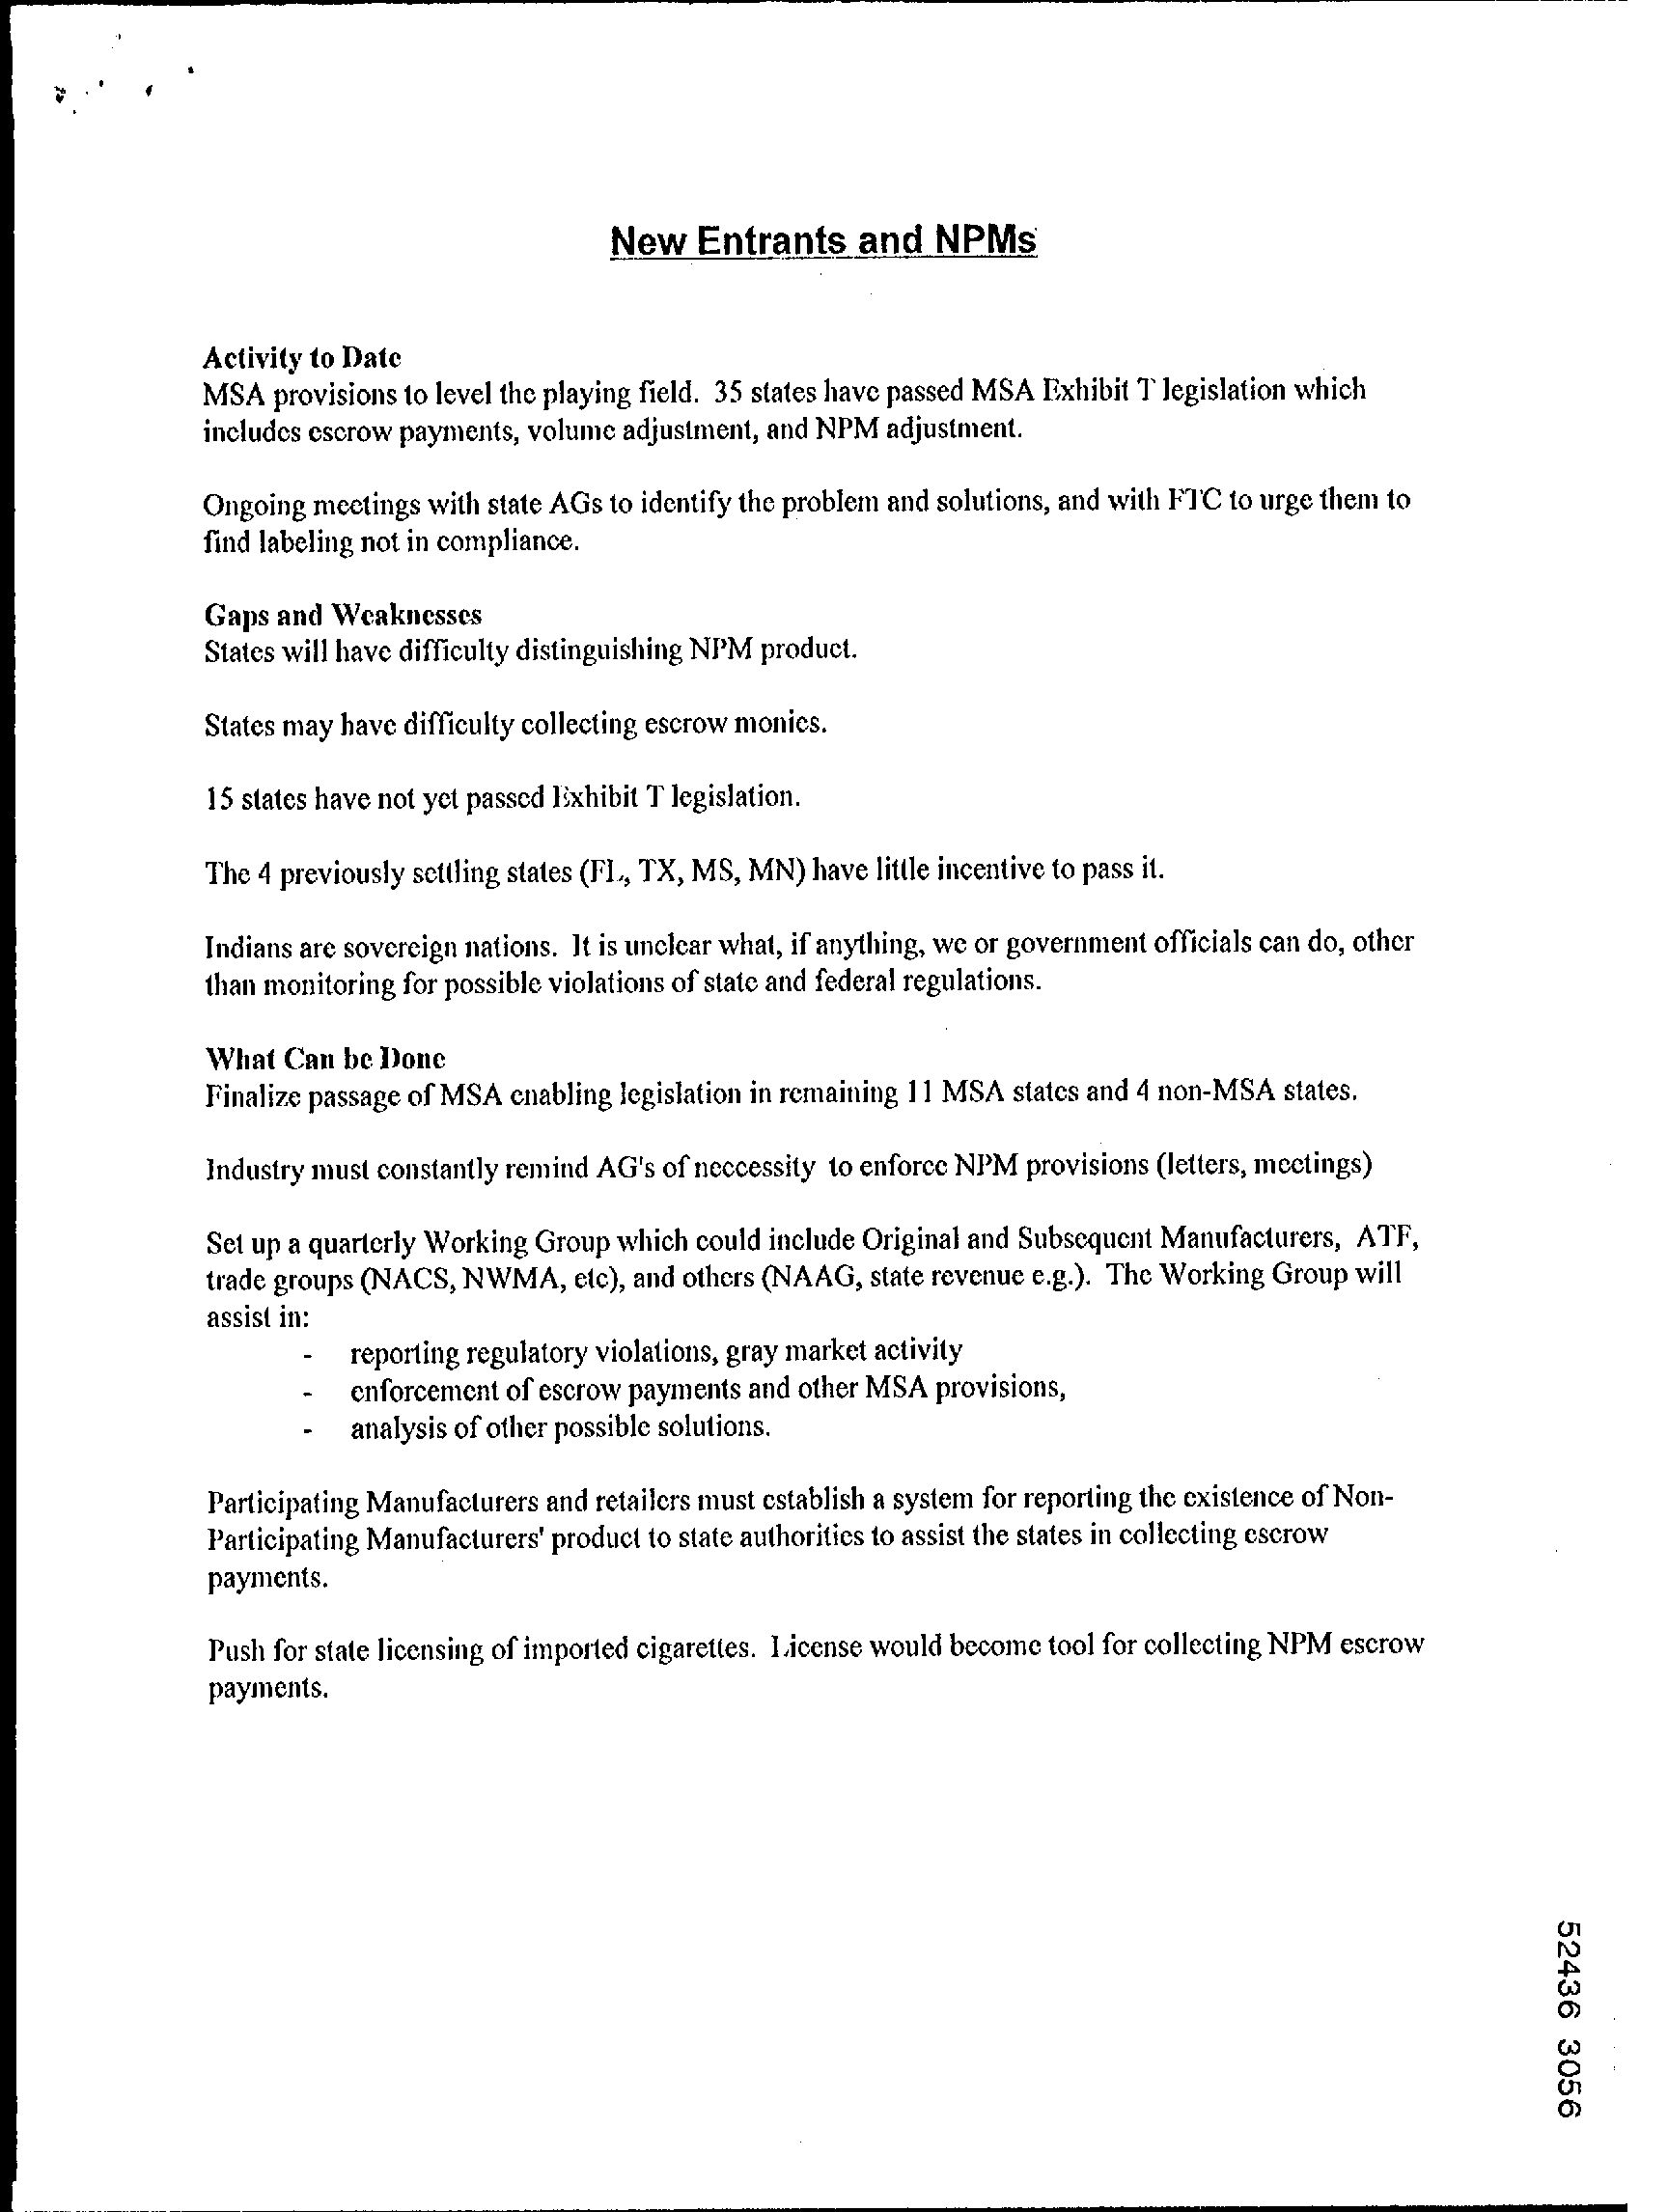 New Entrants and NPMs
Activity to Date
MSA provisions to level the playing field. 35 states have passed MSA Exhibit T legislation which
includes escrow payments, volume adjustment, and NPM adjustment.
Ongoing meetings with state AGs to identify the problem and solutions, and with FTC to urge them to
find labeling not in compliance.
Gaps and Weaknesses
States will have difficulty distinguishing NPM product.
States may have difficulty collecting escrow monies.
15 states have not yet passed Exhibit T legislation.
The 4 previously settling states (FL, TX, MS, MN) have little incentive to pass it.
Indians are sovereign nations. It is unclear what, if anything, we or government officials can do, other
than monitoring for possible violations of state and federal regulations.
What Can be Done
Finalize passage of MSA enabling legislation in remaining 11 MSA states and 4 non-MSA states.
Industry must constantly remind AG's of neccessity to enforce NPM provisions (letters, meetings)
Set up a quarterly Working Group which could include Original and Subsequent Manufacturers, ATF,
trade groups (NACS, NWMA, etc), and others (NAAG, state revenue e.g.). The Working Group will
assist in:
- reporting regulatory violations, gray market activity
- enforcement of escrow payments and other MSA provisions,
- analysis of other possible solutions.
Participating Manufacturers and retailers must establish a system for reporting the existence of Non-
Participating Manufacturers' product to state authorities to assist the states in collecting escrow
payments.
Push for state licensing of imported cigarettes. License would become tool for collecting NPM escrow
payments.
52436 3056